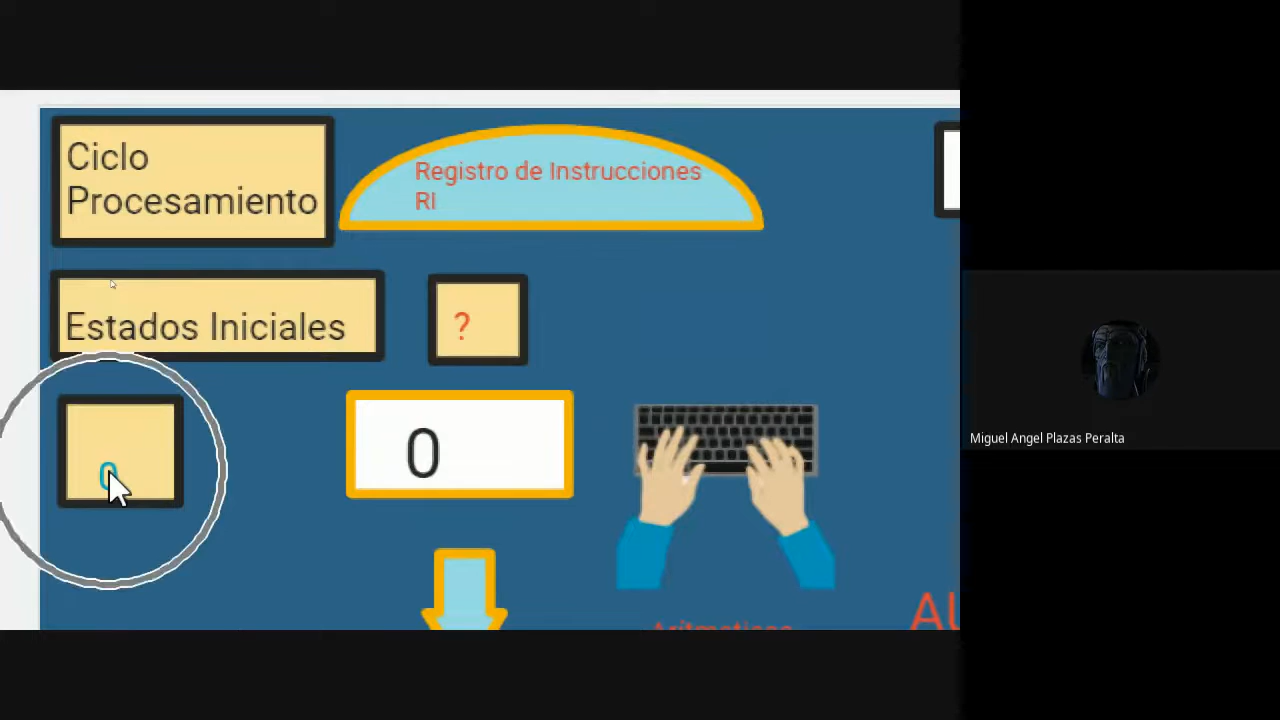 Ciclo
Procesamiento
Registro de Instrucciones
RI
Estados Iniciales
?
0
0
Miguel Angel Plazas Peralta